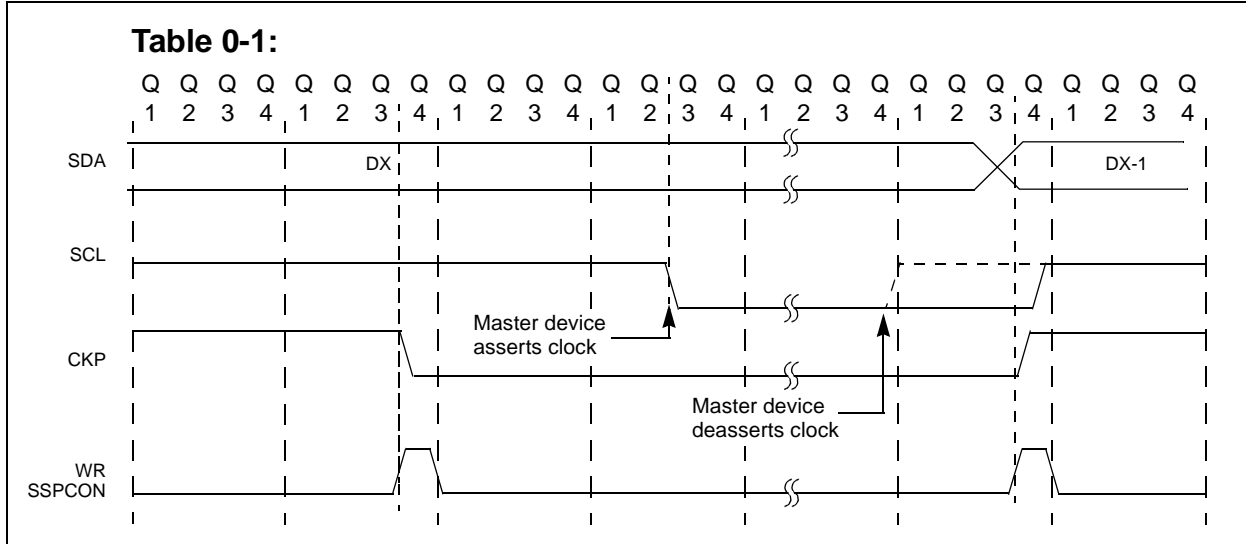 Table 0-1:
Q Q Q Q Q Q Q Q Q Q Q Q Q Q Q Q Q Q Q Q Q Q Q Q Q Q Q Q
1 2 3 4 1 2 3 4 1 2 3 4 1 2 3 4 1 2 3 4 1 2 3 4 1 2 3 4
SDA
DX
DX-1
SCL
Master device
asserts clock
CKP
Master device
deasserts clock
WR
SSPCON